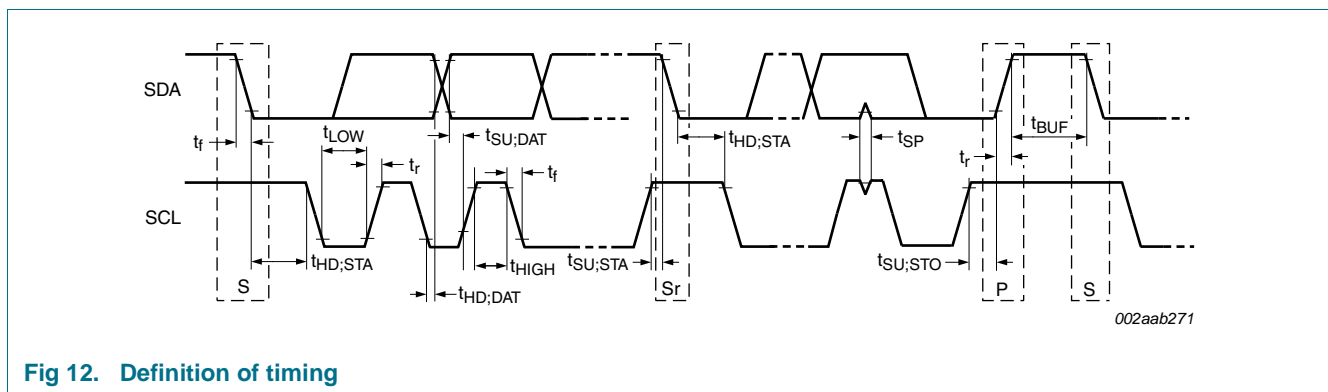 SDA
t_f
t_LOW
t_r
t_SU;DAT
t_f
t_HD;STA
t_SP
t_r
t_BUF
SCL
S
t_HD;STA
t_HD;DAT
t_HIGH
t_SU;STA
Sr
t_SU;STO
P
S
002aab271
Fig 12. Definition of timing